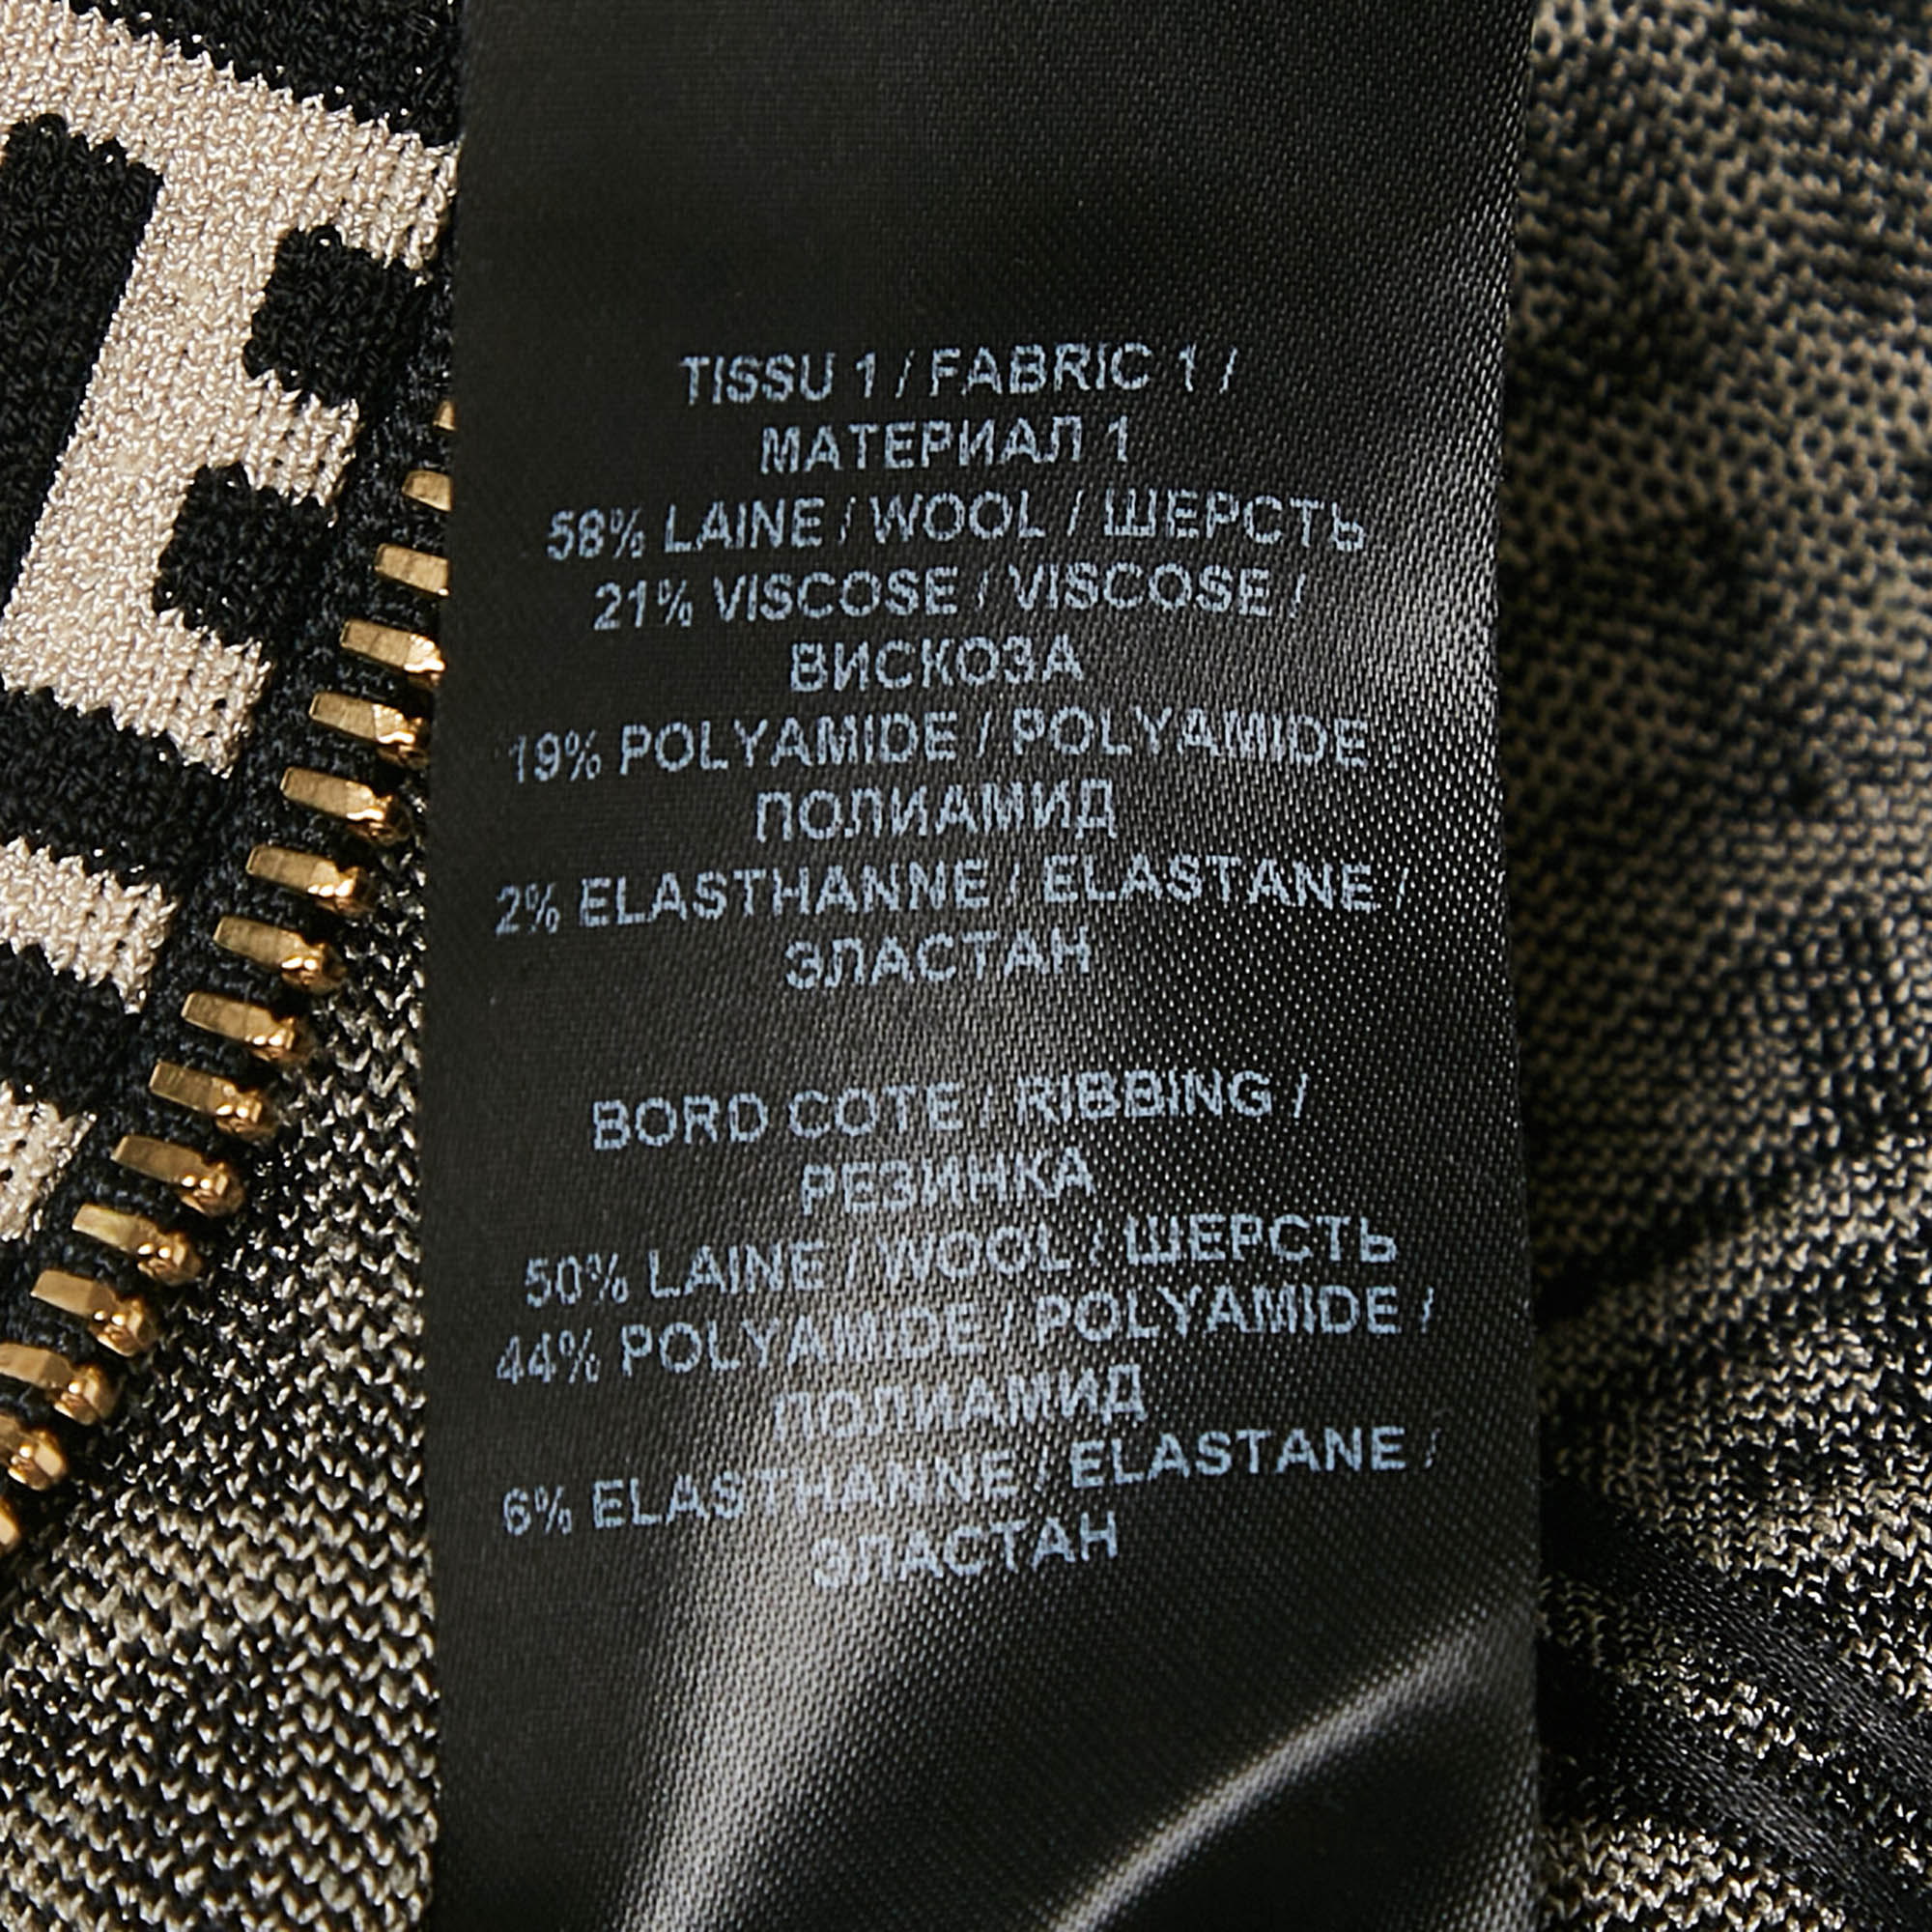 TISSU 1 / FABRIC 1 /
МАТЕРИАЛ 1
58% LAINE / WOOL / ШЕРСТЬ
21% VISCOSE / VISCOSE /
ВИСКОЗА
19% POLYAMIDE / POLYAMIDE
ПОЛИАМИД
2% ELASTHANNE / ELASTANE /
ЭЛАСТАН
BORD COTE / RIBBING /
РЕЗИНКА
50% LAINE / WOOL / ШЕРСТЬ
44% POLYAMIDE / POLYAMIDE /
ПОЛИАМИД
6% ELASTHANNE / ELASTANE /
ЭЛАСТАН